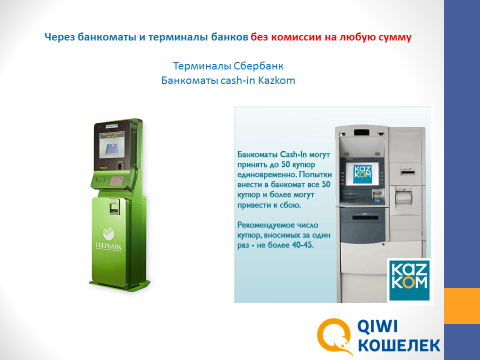 Через банкоматы и терминалы банков без комиссии на любую сумму
Терминалы Сбербанк
Банкоматы cash-in Kazkom
СБЕРБАНК
Банкоматы Cash-In могут
принять до 50 купюр
единовременно. Попытки
внести в банкомат все 50
купюр и более могут
привести к сбою.
Рекомендуемое число
купюр, вносимых за один
раз - не более 40-45.
KAZ
KOM
KAZ
KOM
QIWI
КОШЕЛЕК